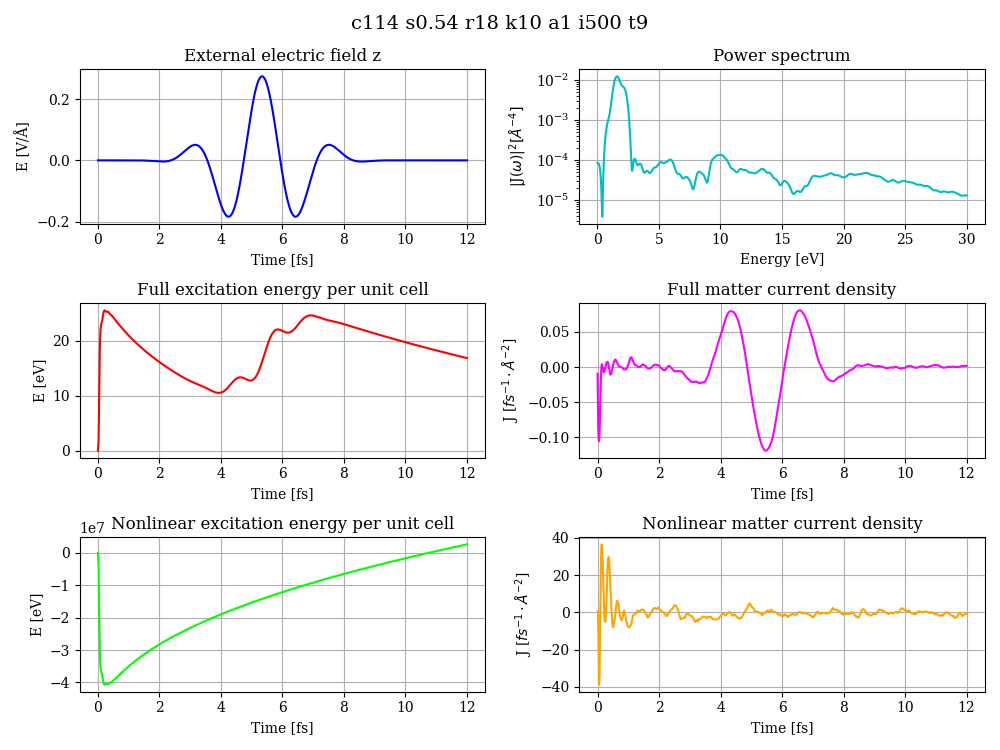 c114 s0.54 r18 k10 a1 i500 t9
External electric field z
E [V/Å]
0.2
0.0
−0.2
0 2 4 6 8 10 12
Time [fs]
Power spectrum
|J(ω)|² [Å⁻⁴]
10⁻²
10⁻³
10⁻⁴
10⁻⁵
0 5 10 15 20 25 30
Energy [eV]
Full excitation energy per unit cell
E [eV]
20
10
0
0 2 4 6 8 10 12
Time [fs]
Full matter current density
J [fs⁻¹ · Å⁻²]
0.05
0.00
−0.05
−0.10
0 2 4 6 8 10 12
Time [fs]
Nonlinear excitation energy per unit cell
1e7
E [eV]
0
−1
−2
−3
−4
0 2 4 6 8 10 12
Time [fs]
Nonlinear matter current density
J [fs⁻¹ · Å⁻²]
40
20
0
−20
−40
0 2 4 6 8 10 12
Time [fs]